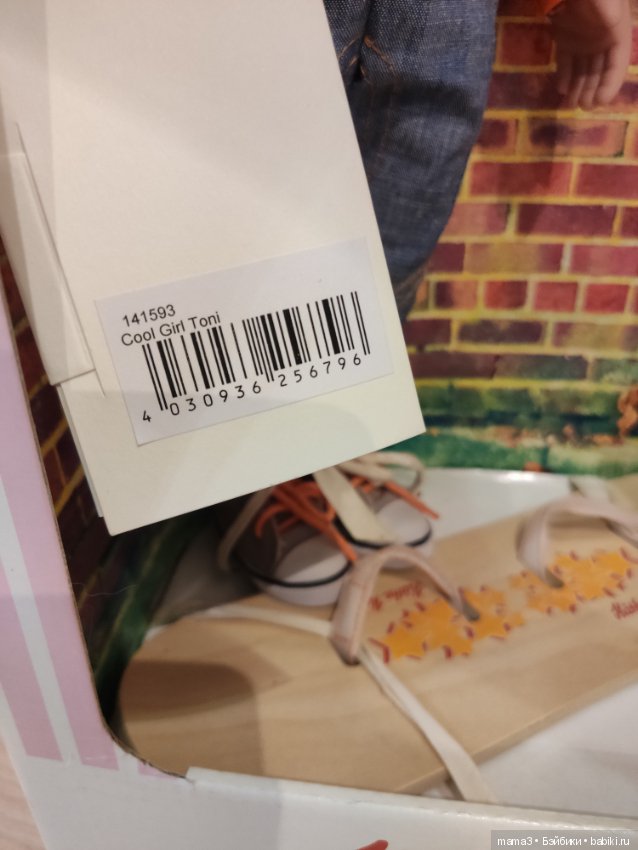 141593
Cool Girl Toni
4 030936 256796
mama3 • Бэйбики • babiki.ru